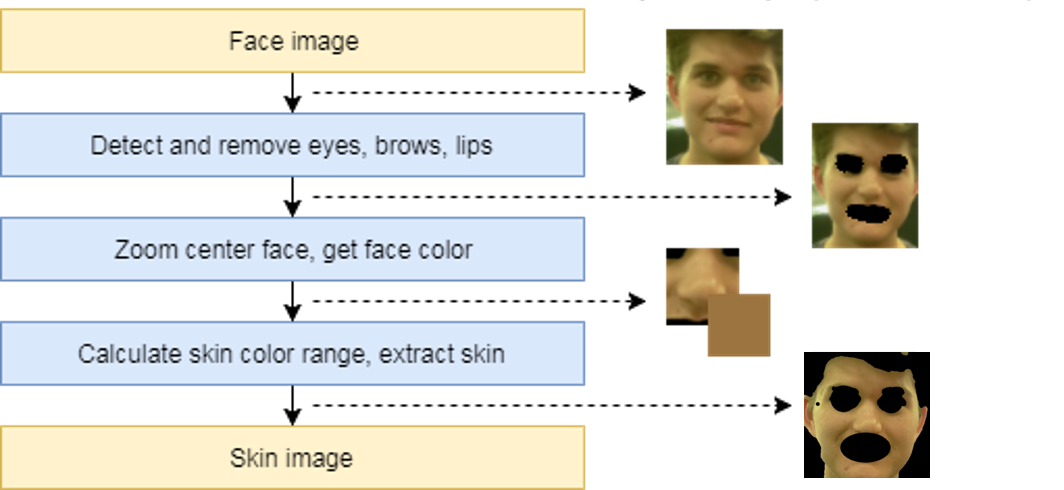 Face image
Detect and remove eyes, brows, lips
Zoom center face, get face color
Calculate skin color range, extract skin
Skin image